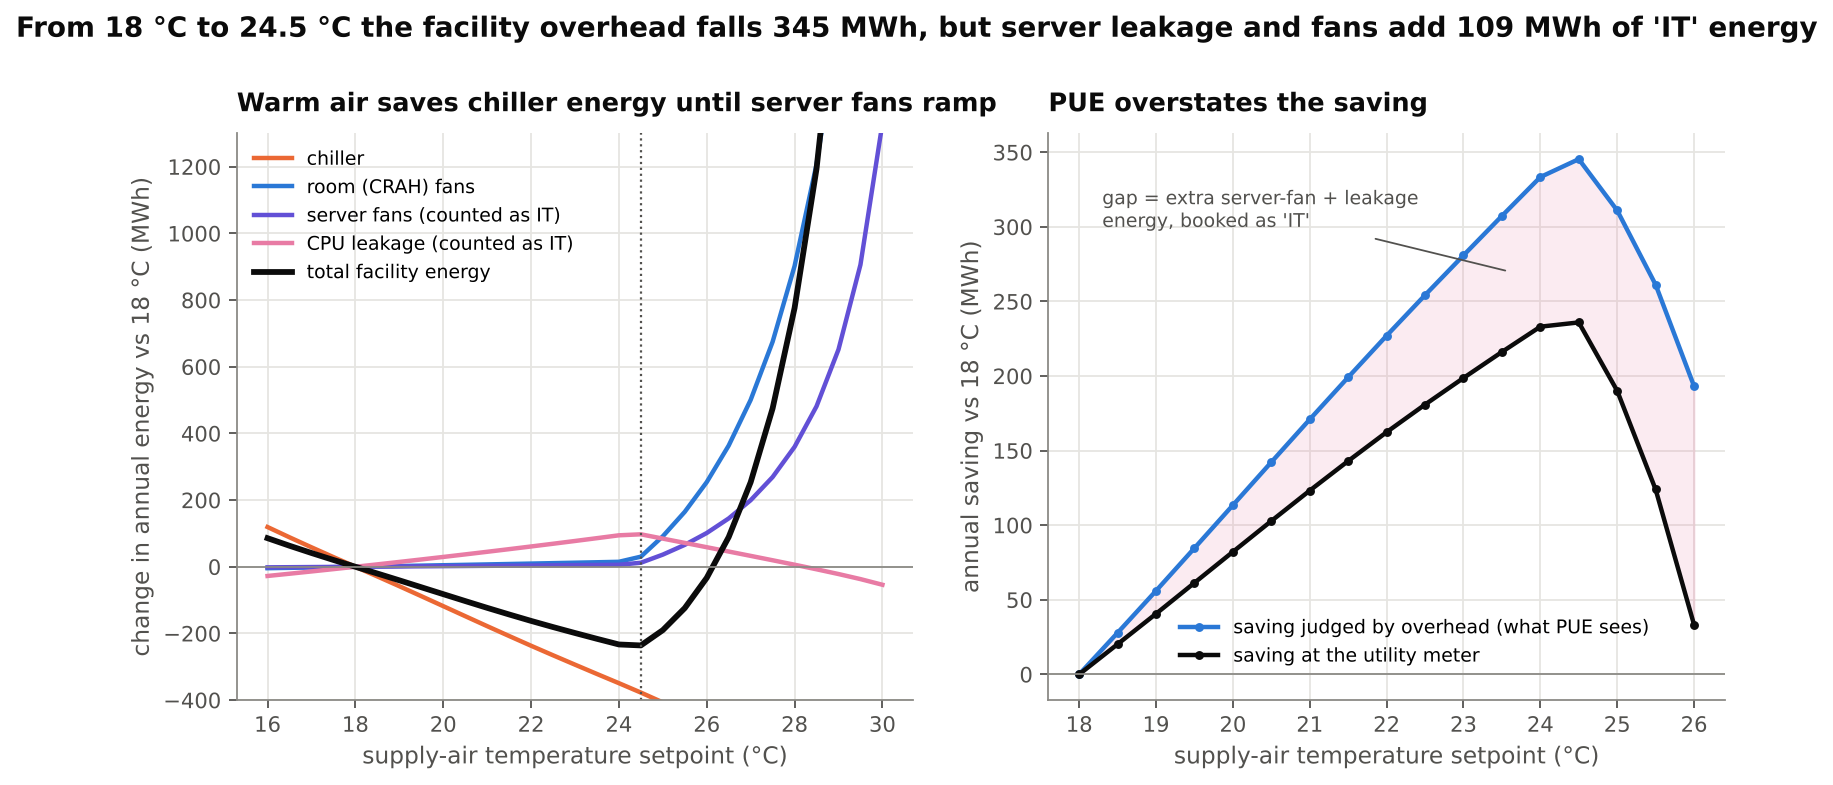 From 18 °C to 24.5 °C the facility overhead falls 345 MWh, but server leakage and fans add 109 MWh of 'IT' energy
Warm air saves chiller energy until server fans ramp
change in annual energy vs 18 °C (MWh)
1200
1000
800
600
400
200
0
−200
−400
chiller
room (CRAH) fans
server fans (counted as IT)
CPU leakage (counted as IT)
total facility energy
16 18 20 22 24 26 28 30
supply-air temperature setpoint (°C)
PUE overstates the saving
annual saving vs 18 °C (MWh)
350
300
250
200
150
100
50
0
gap = extra server-fan + leakage
energy, booked as 'IT'
saving judged by overhead (what PUE sees)
saving at the utility meter
18 19 20 21 22 23 24 25 26
supply-air temperature setpoint (°C)